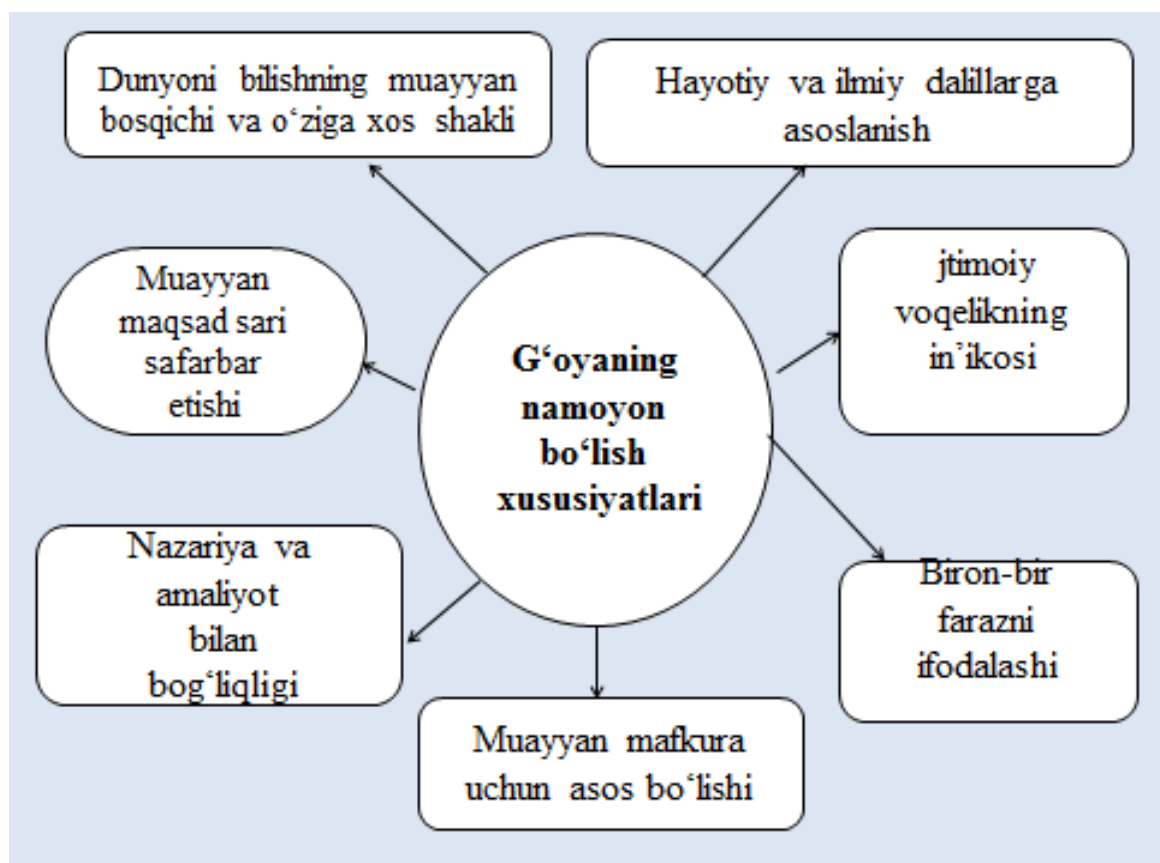 Dunyoni bilishning muayyan
bosqichi va o‘ziga xos shakli
Hayotiy va ilmiy dalillarga
asoslanish
Muayyan
maqsad sari
safarbar
etishi
G‘oyaning
namoyon
bo‘lish
xususiyatlari
jtimoiy
voqelikning
in’ikosi
Nazariya va
amaliyot
bilan
bog‘liqligi
Biron-bir
farazni
ifodalashi
Muayyan mafkura
uchun asos bo‘lishi